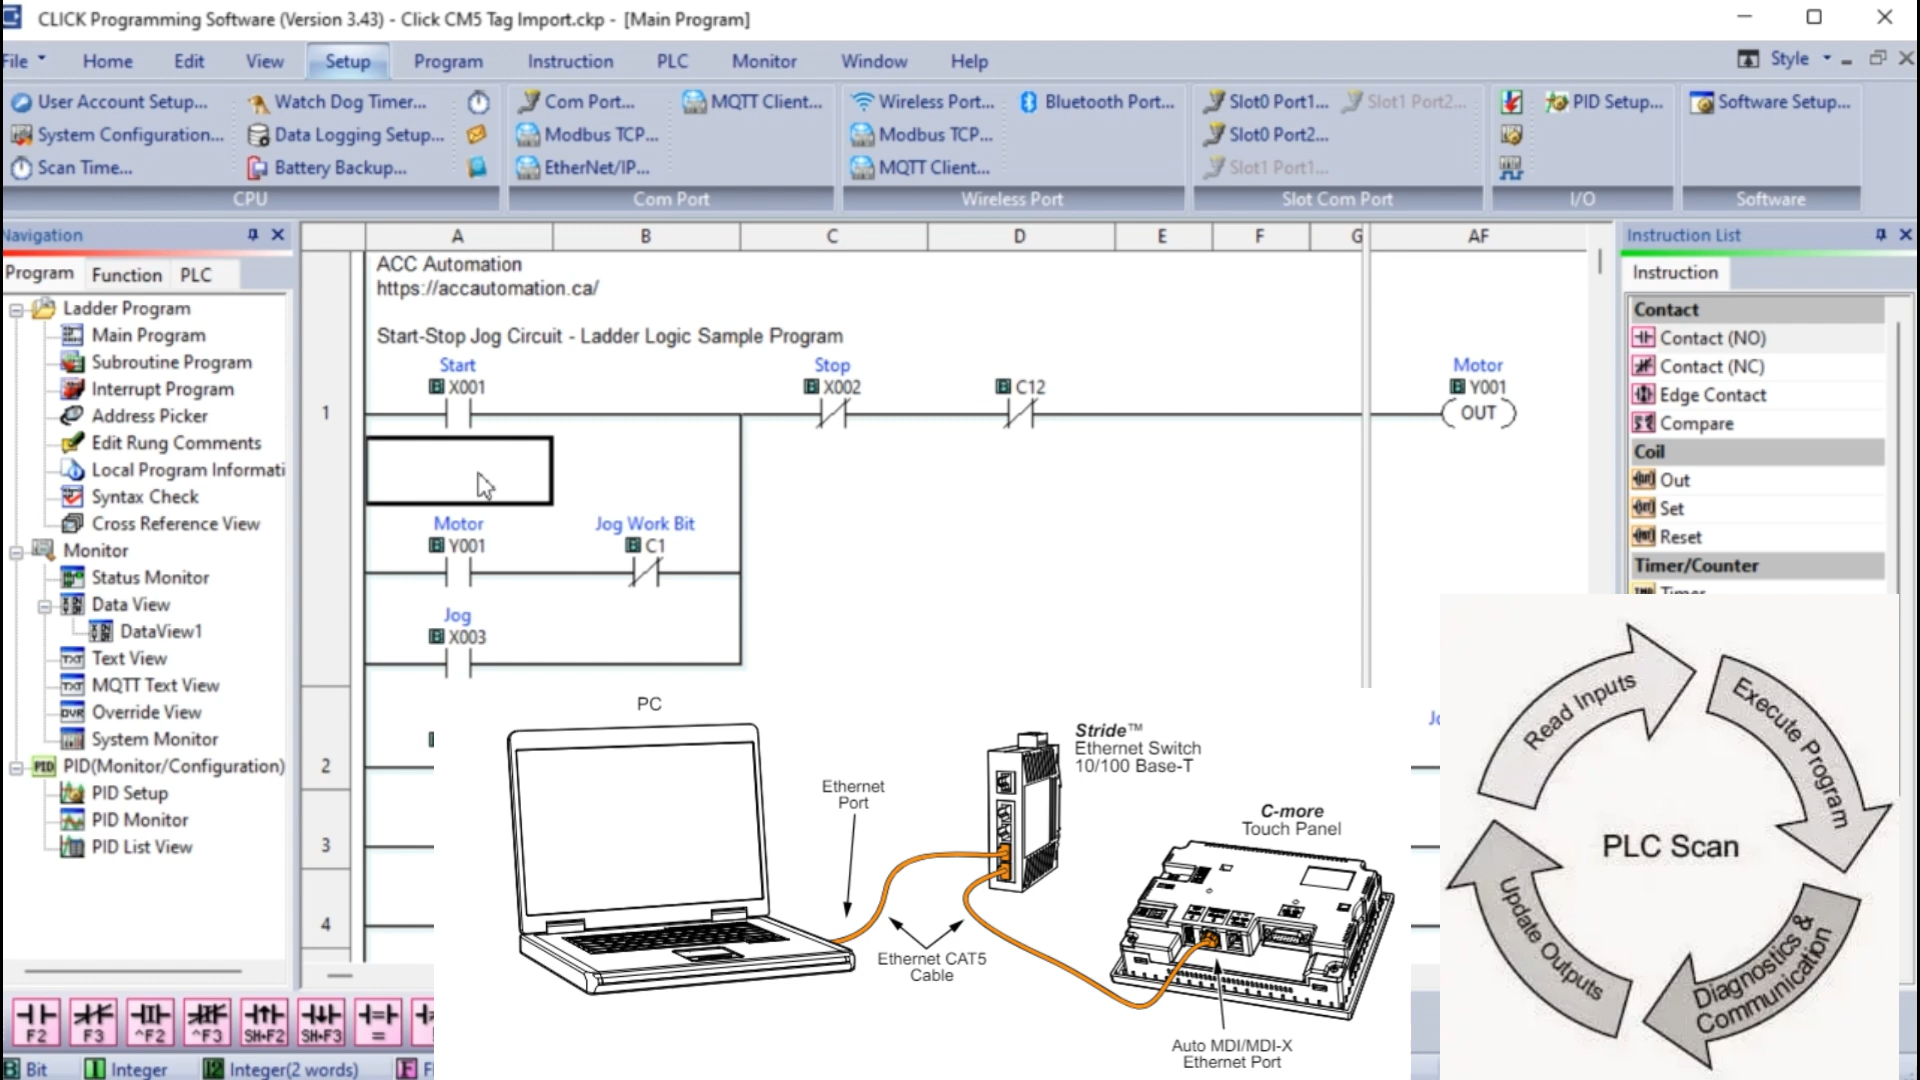 CLICK Programming Software (Version 3.43) - Click CM5 Tag Import.ckp - [Main Program]
File Home Edit View Setup Program Instruction PLC Monitor Window Help Style
User Account Setup... Watch Dog Timer... Com Port... MQTT Client... Wireless Port... Bluetooth Port... Slot0 Port1... Slot1 Port2... PID Setup... Software Setup...
System Configuration... Data Logging Setup... Modbus TCP... Modbus TCP... Slot0 Port2...
Scan Time... Battery Backup... EtherNet/IP... MQTT Client... Slot1 Port1...
CPU Com Port Wireless Port Slot Com Port I/O Software
Navigation
Program Function PLC
Ladder Program
Main Program
Subroutine Program
Interrupt Program
Address Picker
Edit Rung Comments
Local Program Informati
Syntax Check
Cross Reference View
Monitor
Status Monitor
Data View
DataView1
Text View
MQTT Text View
Override View
System Monitor
PID PID(Monitor/Configuration)
PID Setup
PID Monitor
PID List View
A B C D E F G AF
ACC Automation
https://accautomation.ca/
Start-Stop Jog Circuit - Ladder Logic Sample Program
Start Stop Motor
X001 X002 C12 Y001
1
OUT
Motor Jog Work Bit
Y001 C1
Jog
X003
2
3
4
Instruction List
Instruction
Contact
Contact (NO)
Contact (NC)
Edge Contact
Compare
Coil
Out
Set
Reset
Timer/Counter
Timer
PC
Ethernet
Port
Stride™
Ethernet Switch
10/100 Base-T
C-more
Touch Panel
Ethernet CAT5
Cable
Auto MDI/MDI-X
Ethernet Port
Read Inputs
Execute Program
PLC Scan
Update Outputs
Diagnostics &
Communication
F2 F3 ^F2 ^F3 SH+F2 SH+F3 =
B Bit I Integer I2 Integer(2 words) F